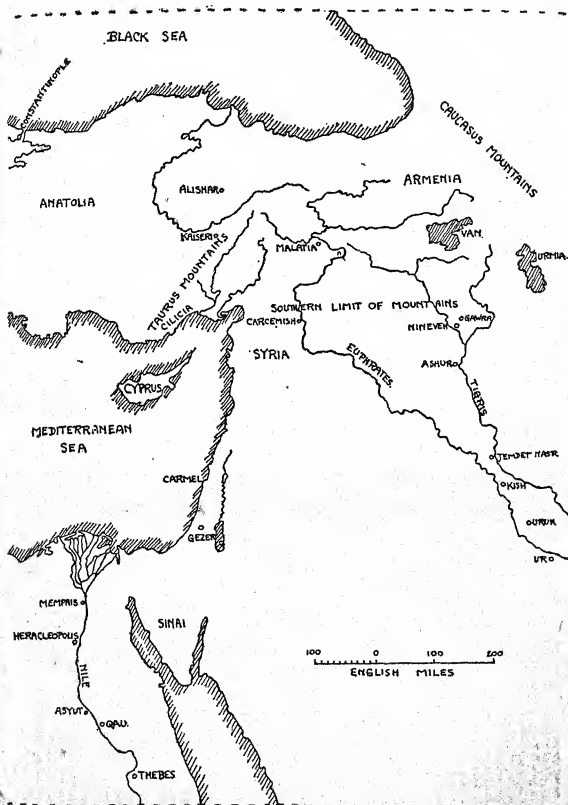 BLACK SEA
CONSTANTINOPLE
CAUCASUS MOUNTAINS
ARMENIA
ALISHAR
ANATOLIA
KAISERIE
VAN.
MALATIA
URMIA.
TAURUS MOUNTAINS
CILICIA
SOUTHERN LIMIT OF MOUNTAINS
CARCEMISH
GAWRA
NINEVEH
SYRIA
EUPHRATES
ASHUR
CYPRUS
TIGRIS
MEDITERRANEAN
SEA
JEMDET NASR
CARMEL
KISH
URUK
GEZER
UR
MEMPHIS
SINAI
HERACLEOPOLIS
NILE
100 0 100 200
ENGLISH MILES
ASYUT
QAU.
THEBES